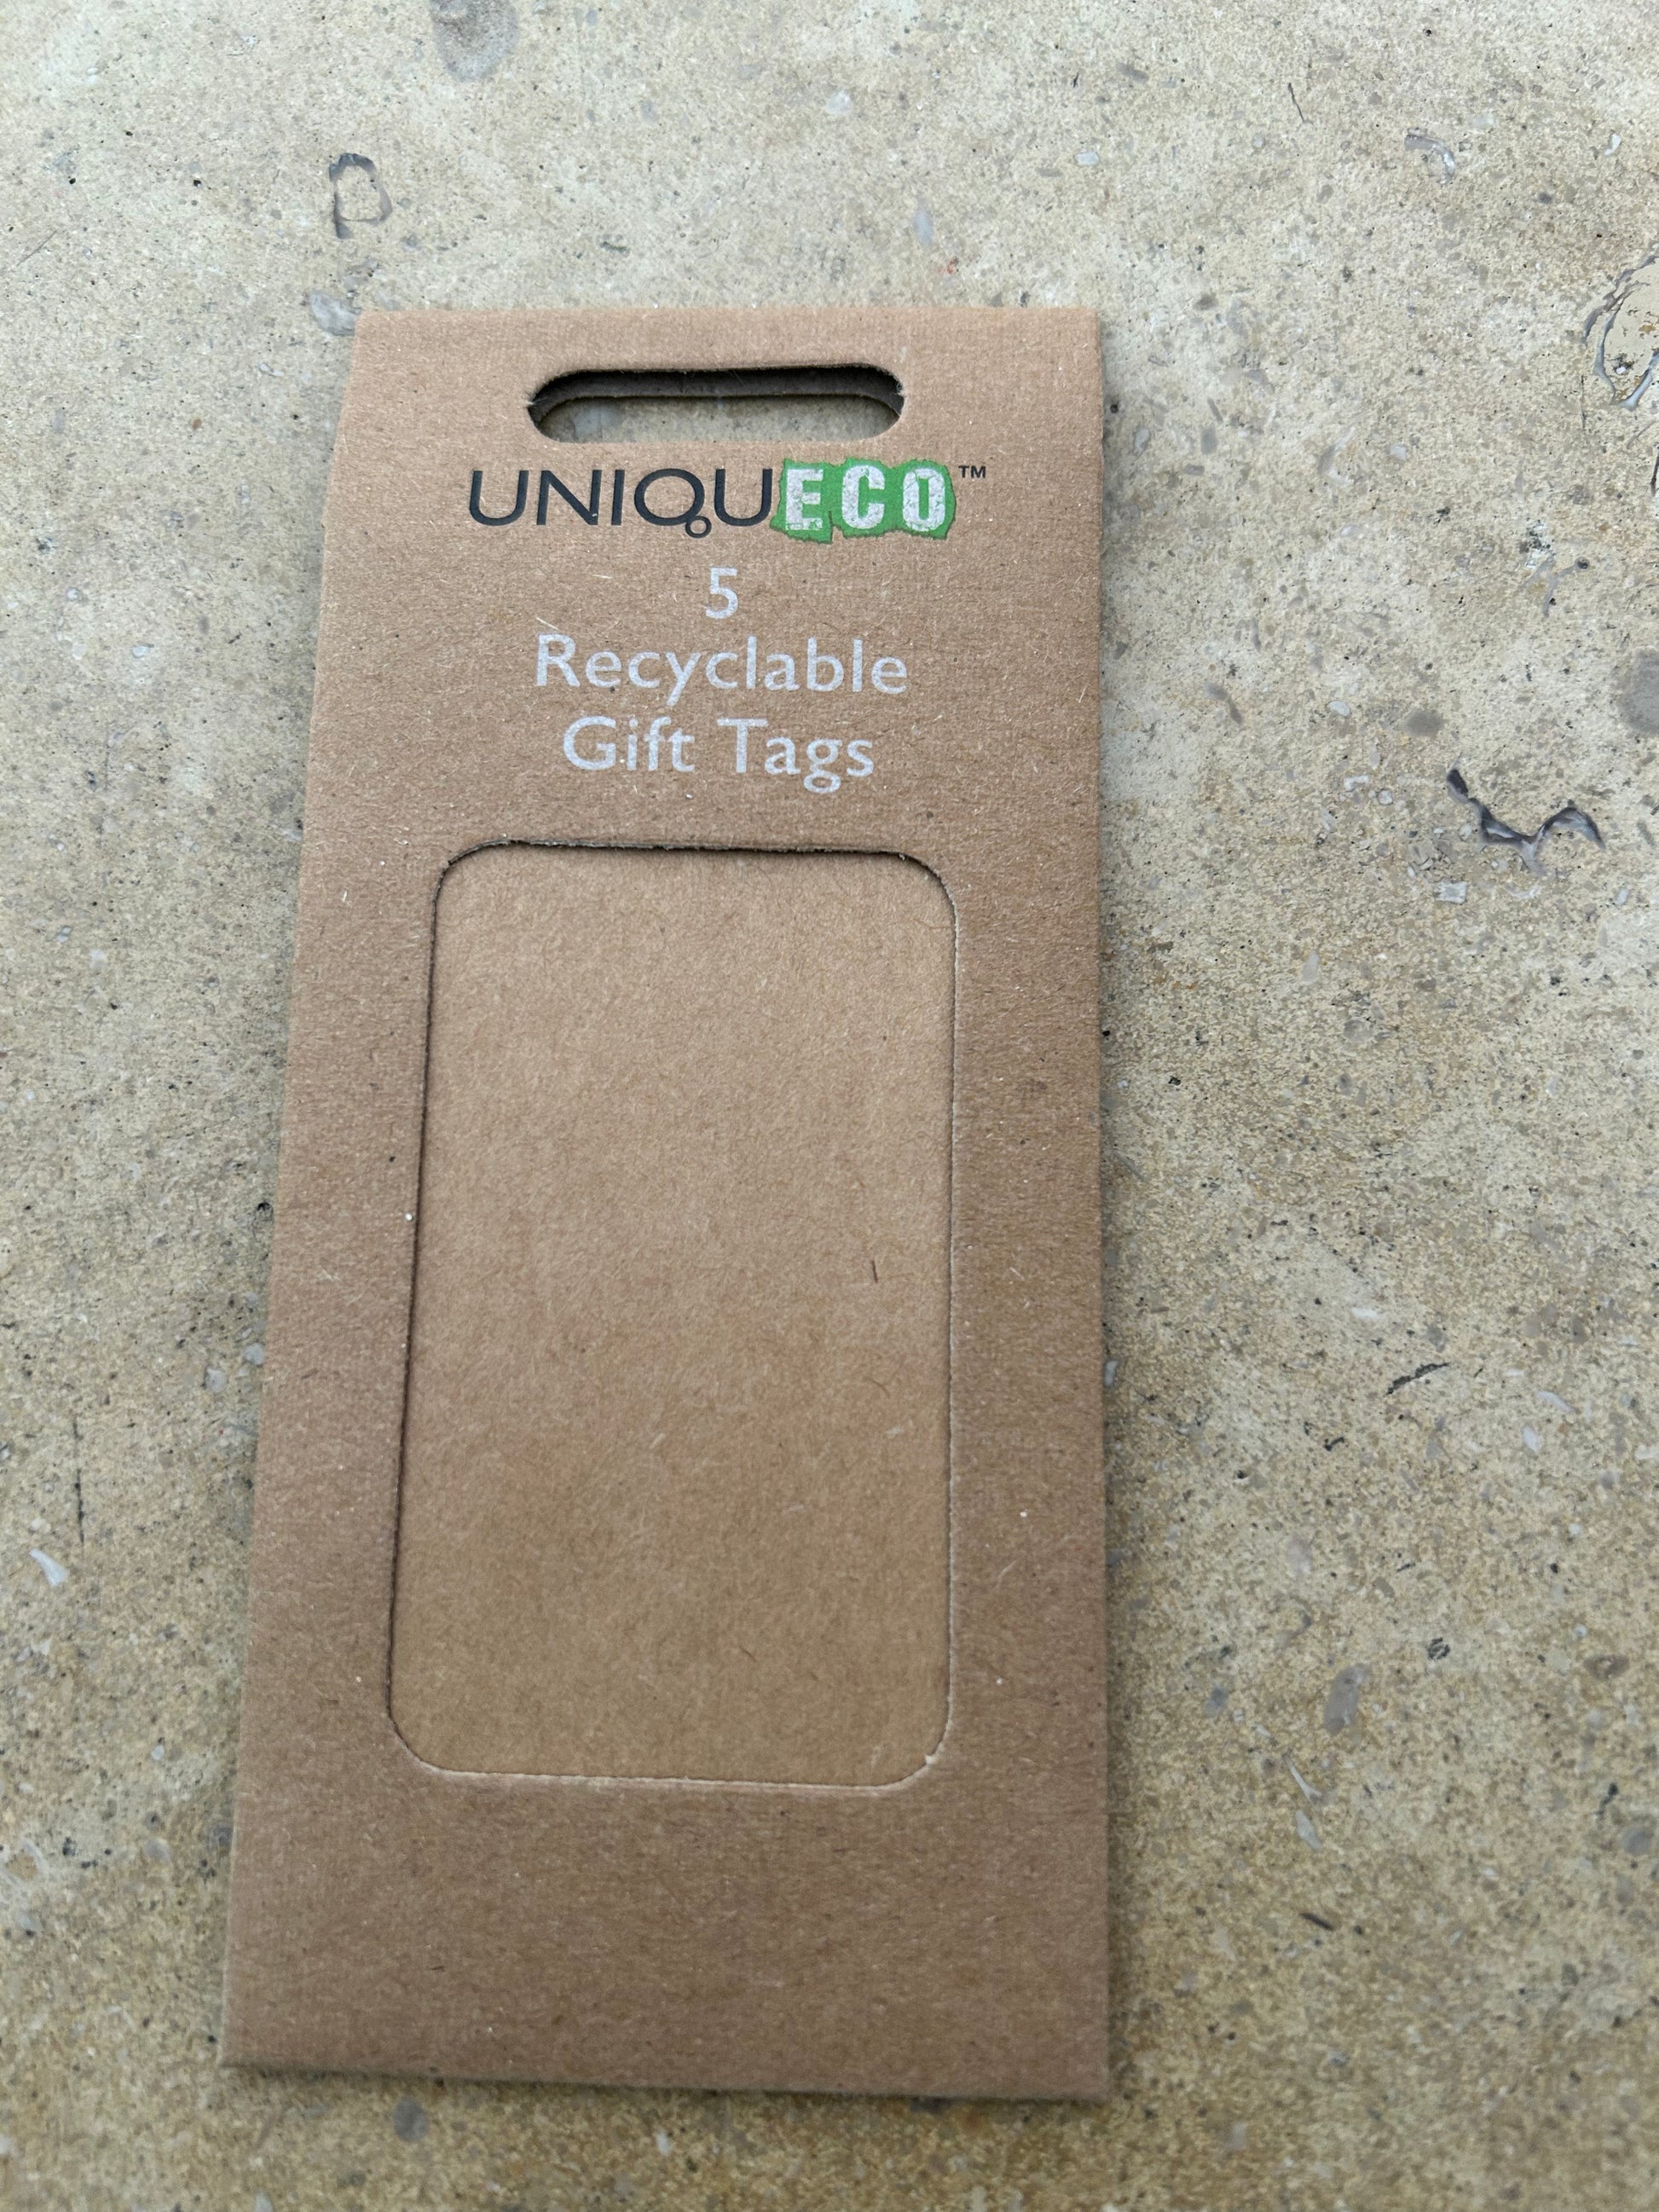 UNIQUECO™
5
Recyclable
Gift Tags